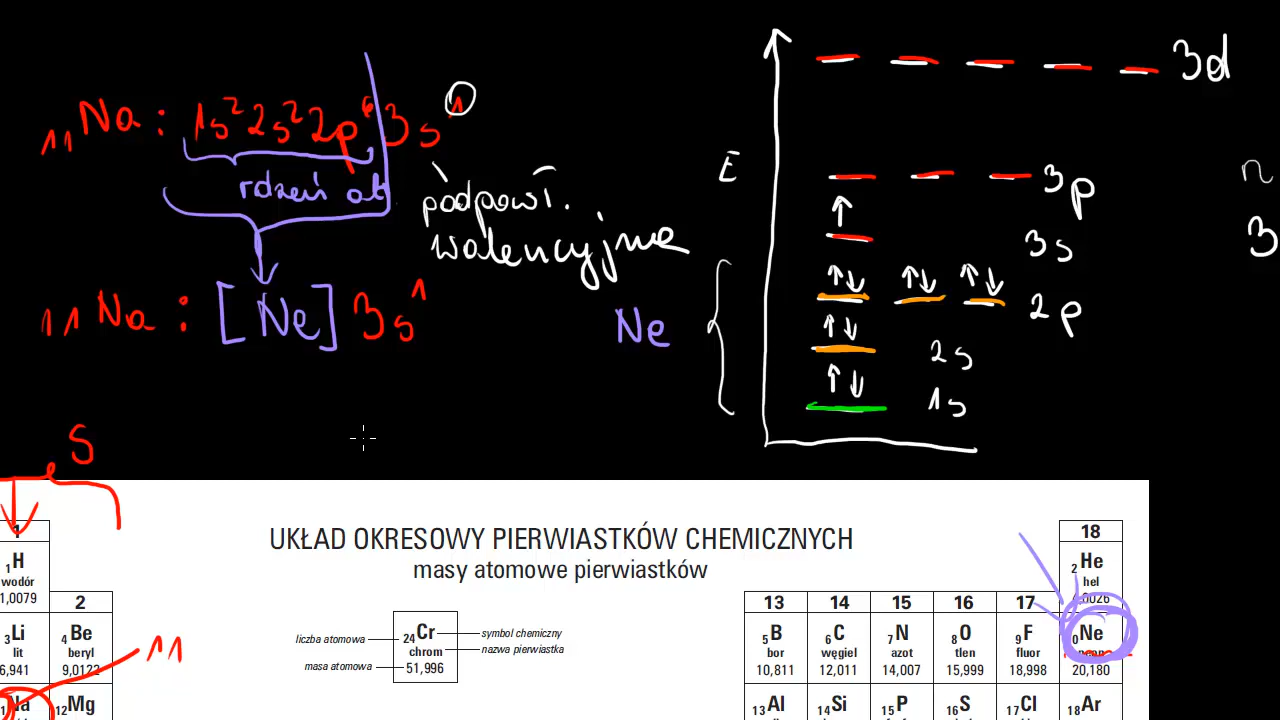 ₁₁Na : 1s²2s²2p⁶3s¹
rdzeń at
podpowł.
walencyjne
₁₁Na : [Ne] 3s¹
E
3d
3p
3s
2p
2s
1s
Ne
n
3
S
11
UKŁAD OKRESOWY PIERWIASTKÓW CHEMICZNYCH
masy atomowe pierwiastków
1
₁H
wodór
1,0079
2
₃Li
lit
6,941
₄Be
beryl
9,0122
Na
₁₂Mg
liczba atomowa
₂₄Cr
symbol chemiczny
chrom
nazwa pierwiastka
masa atomowa
51,996
18
₂He
hel
4,0026
13 14 15 16 17
₅B
bor
10,811
₆C
węgiel
12,011
₇N
azot
14,007
₈O
tlen
15,999
₉F
fluor
18,998
Ne
20,180
₁₃Al
₁₄Si
₁₅P
₁₆S
₁₇Cl
₁₈Ar